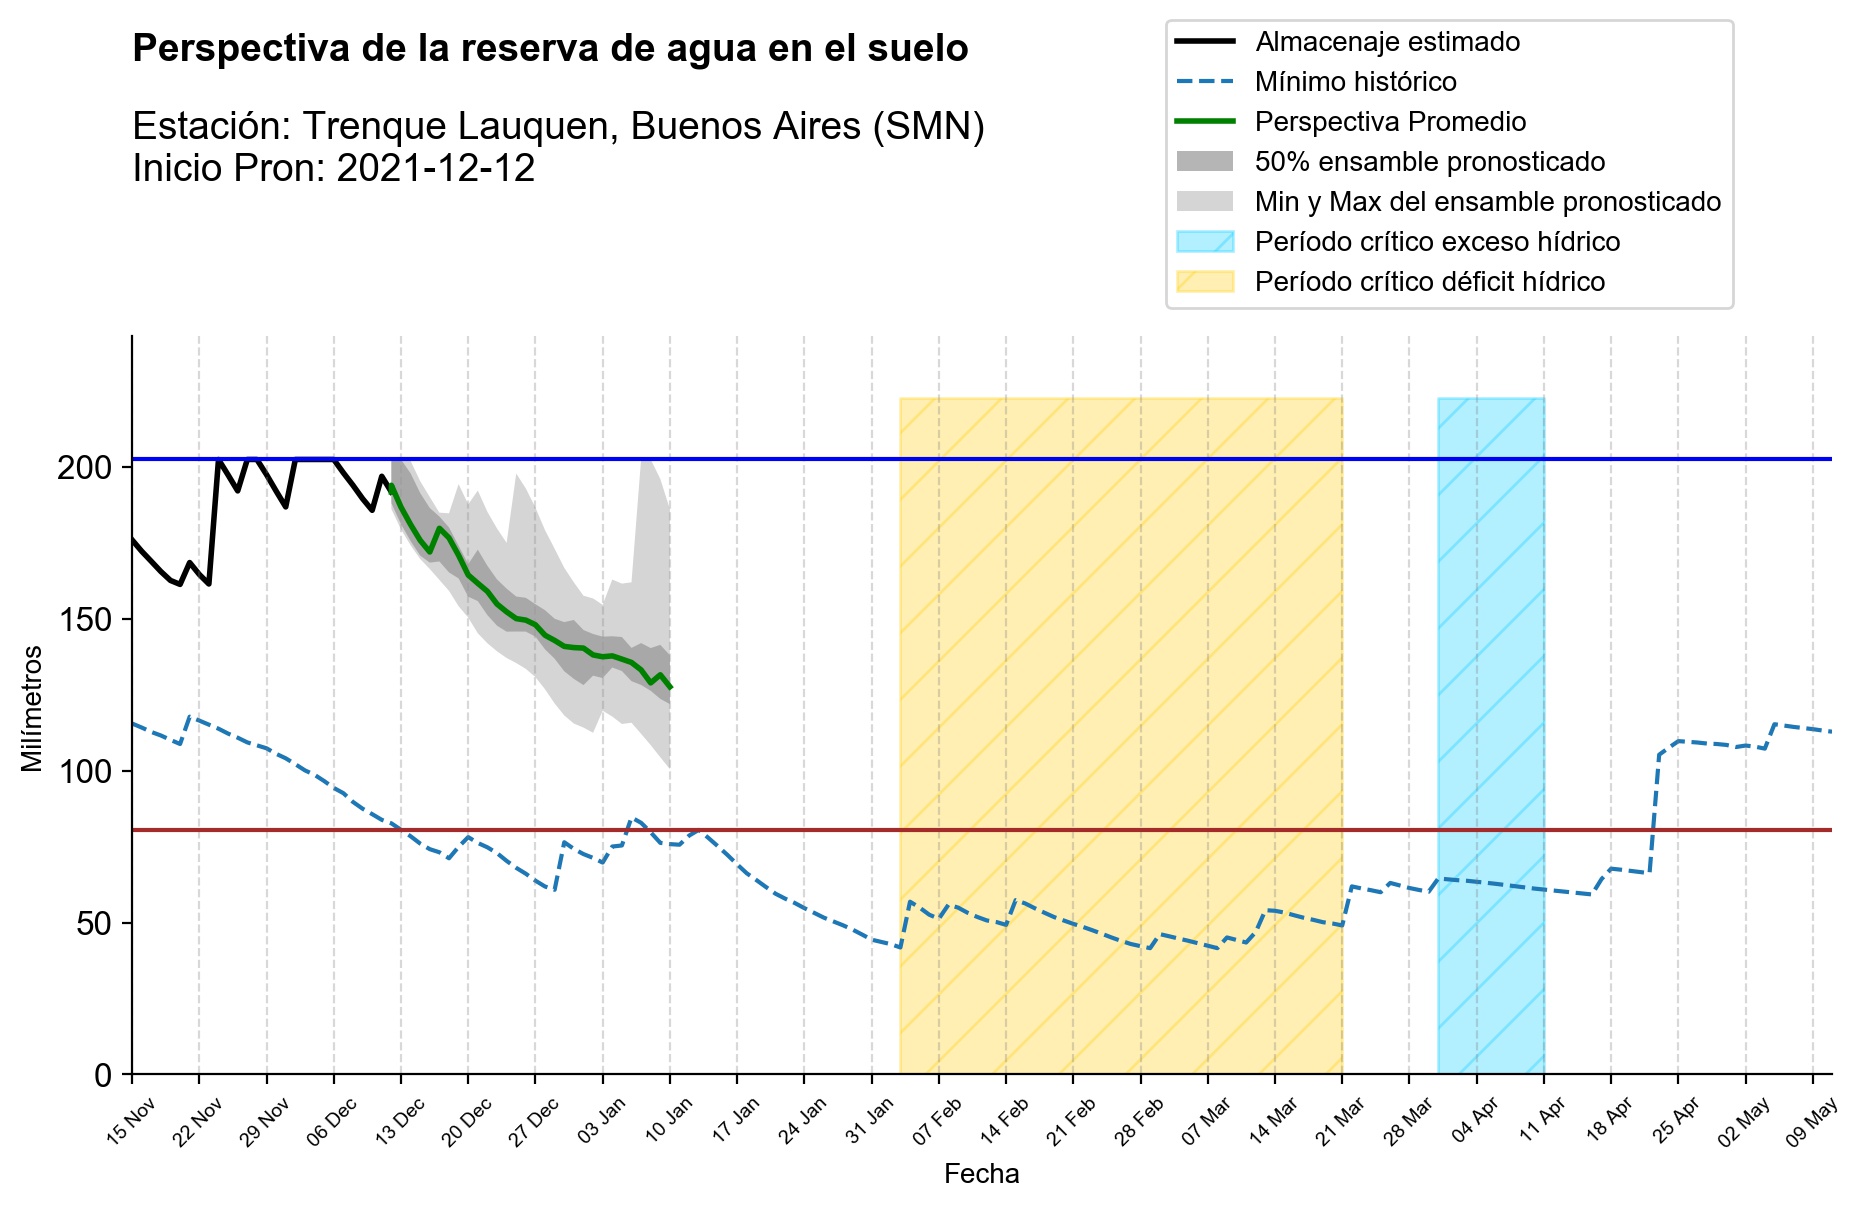 Perspectiva de la reserva de agua en el suelo
Estación: Trenque Lauquen, Buenos Aires (SMN)
Inicio Pron: 2021-12-12
Almacenaje estimado
Mínimo histórico
Perspectiva Promedio
50% ensamble pronosticado
Min y Max del ensamble pronosticado
Período crítico exceso hídrico
Período crítico déficit hídrico
200
150
100
50
0
Milímetros
15 Nov
22 Nov
29 Nov
06 Dec
13 Dec
20 Dec
27 Dec
03 Jan
10 Jan
17 Jan
24 Jan
31 Jan
07 Feb
14 Feb
21 Feb
28 Feb
07 Mar
14 Mar
21 Mar
28 Mar
04 Apr
11 Apr
18 Apr
25 Apr
02 May
09 May
Fecha